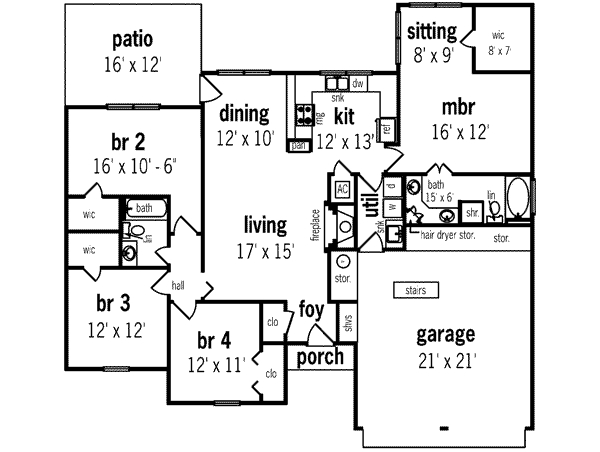 patio
16' x 12'
sitting
8' x 9'
wic
8' x 7'
dw
snk
dining
12' x 10'
rng
kit
12' x 13'
ref
pan
mbr
16' x 12'
br 2
16' x 10' - 6"
AC
util
d
w
snk
bath
15' x 6'
lin
shr.
wic
bath
lin
wic
living
17' x 15'
fireplace
hair dryer stor.
stor.
stor.
hall
br 3
12' x 12'
stairs
foy
clo
shvs
br 4
12' x 11'
clo
porch
garage
21' x 21'